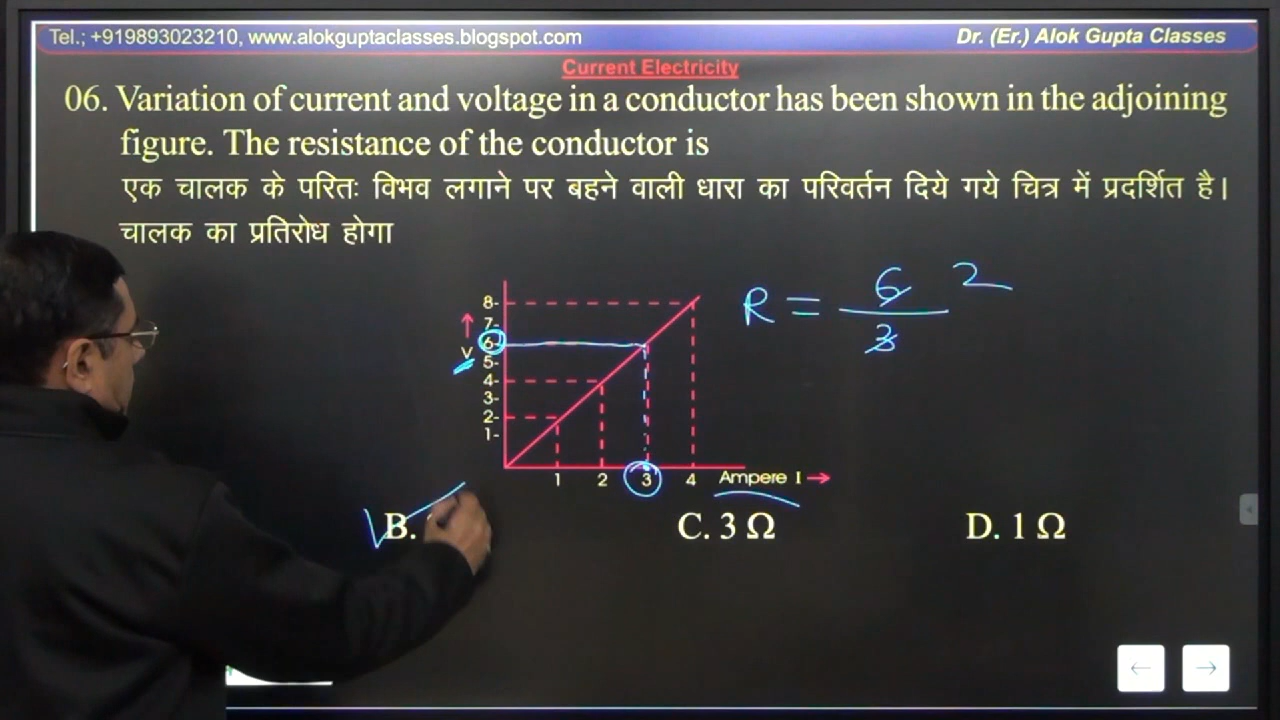 Tel.; +919893023210, www.alokguptaclasses.blogspot.com
Dr. (Er.) Alok Gupta Classes
Current Electricity
06. Variation of current and voltage in a conductor has been shown in the adjoining
figure. The resistance of the conductor is
एक चालक के परितः विभव लगाने पर बहने वाली धारा का परिवर्तन दिये गये चित्र में प्रदर्शित है।
चालक का प्रतिरोध होगा
R = 6 2
3
8-
7-
6-
V
5-
4-
3-
2-
1-
1 2 3 4 Ampere I →
B.
C. 3 Ω
D. 1 Ω